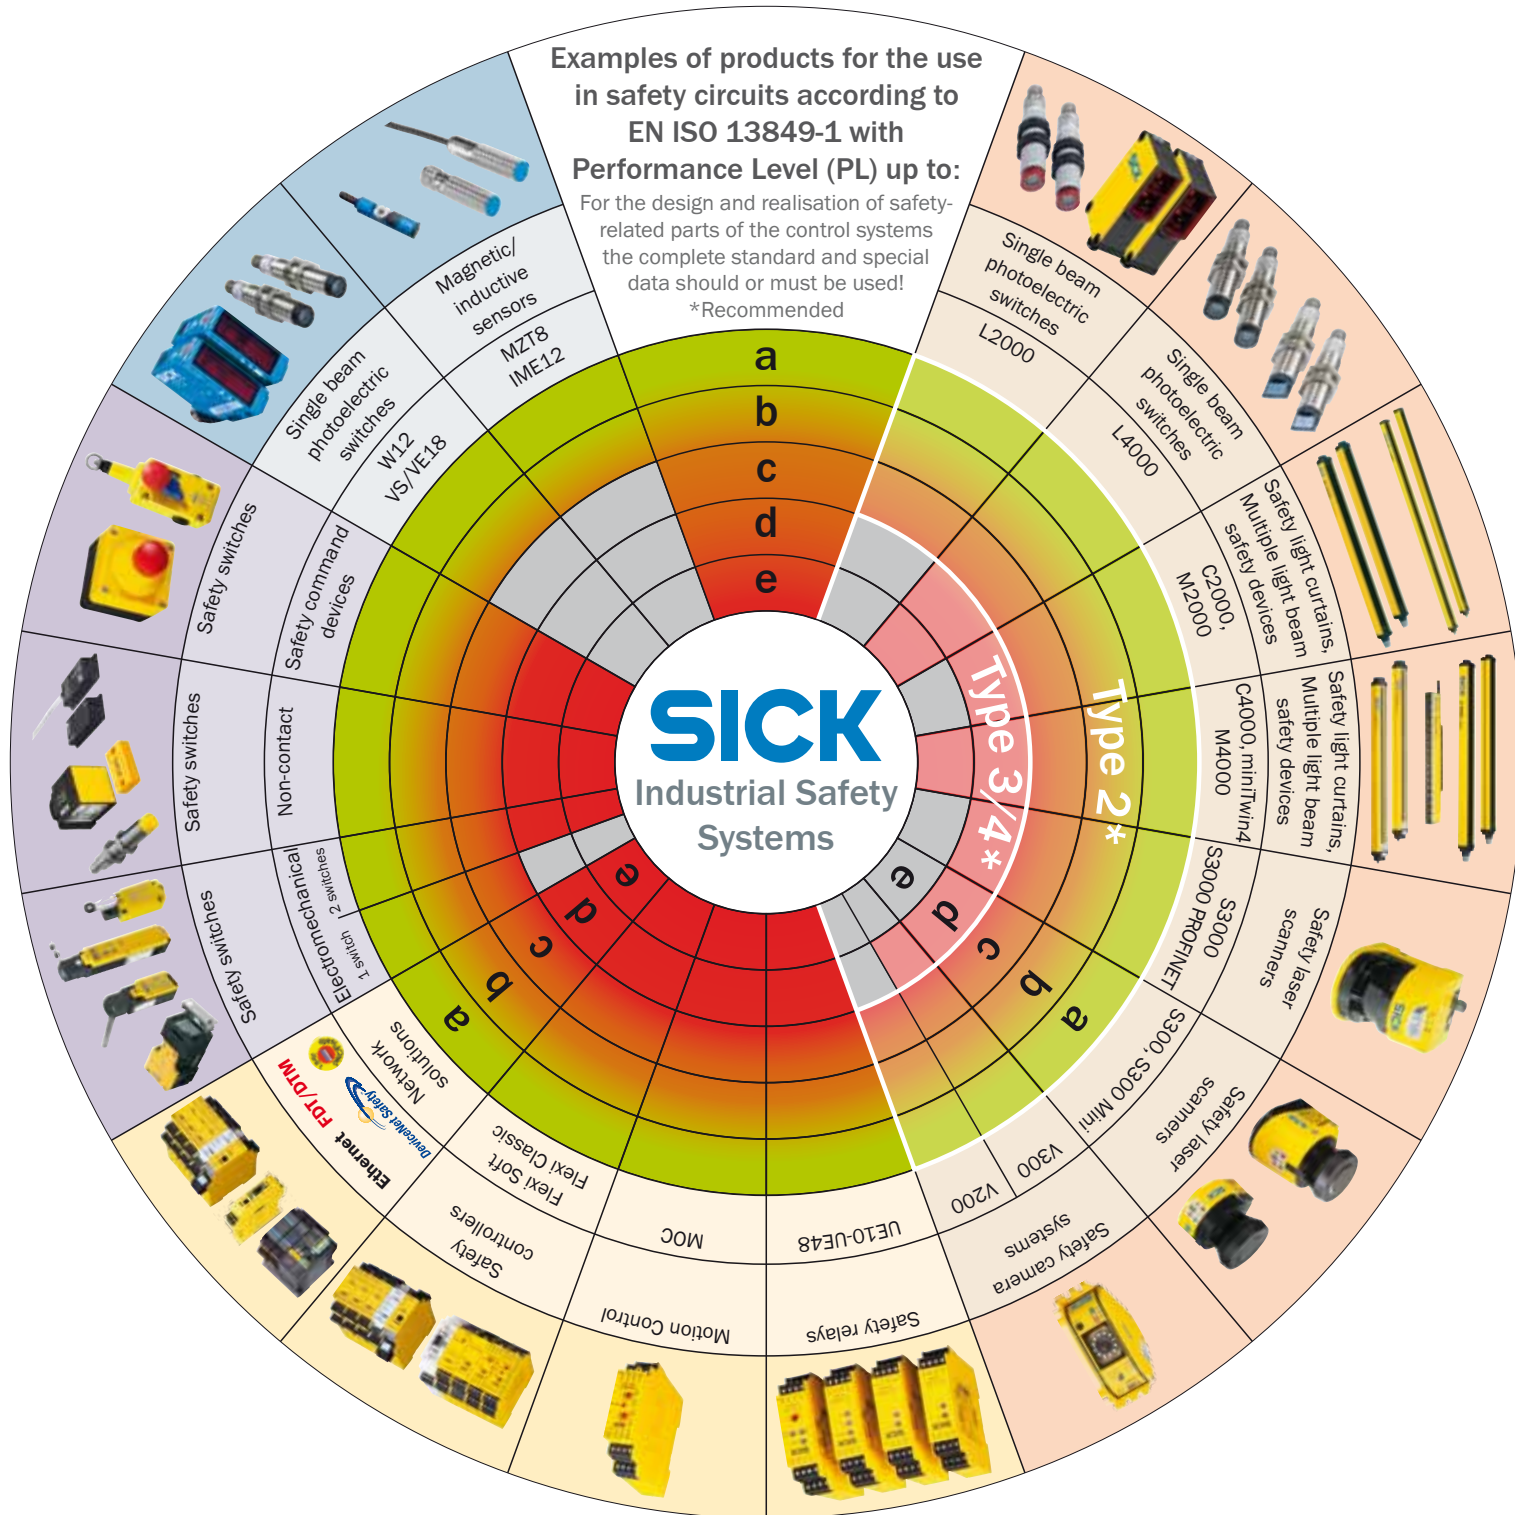 Examples of products for the use
in safety circuits according to
EN ISO 13849-1 with
Performance Level (PL) up to:
For the design and realisation of safety-
related parts of the control systems
the complete standard and special
data should or must be used!
*Recommended
a
b
c
d
e
SICK
Industrial Safety
Systems
Type 3/4*
Type 2*
Single beam
photoelectric
switches
L2000
Single beam
photoelectric
switches
L4000
Safety light curtains,
Multiple light beam
safety devices
C2000,
M2000
Safety light curtains,
Multiple light beam
safety devices
C4000, miniTwin4
M4000
Safety laser
scanners
S3000
S3000 PROFINET
Safety laser
scanners
S300, S300 Mini
Safety camera
systems
V300
V200
e
d
c
b
a
Safety relays
UE10-UE48
Motion Control
MOC
Safety
controllers
Flexi Soft
Flexi Classic
Network
solutions
DeviceNet Safety
FDT/DTM
Ethernet
e
d
c
b
a
Safety switches
Electromechanical
1 switch
2 switches
Safety switches
Non-contact
Safety switches
Safety command
devices
Single beam
photoelectric
switches
W12
VS/VE18
Magnetic/
inductive
sensors
MZT8
IME12
SICK
SICK